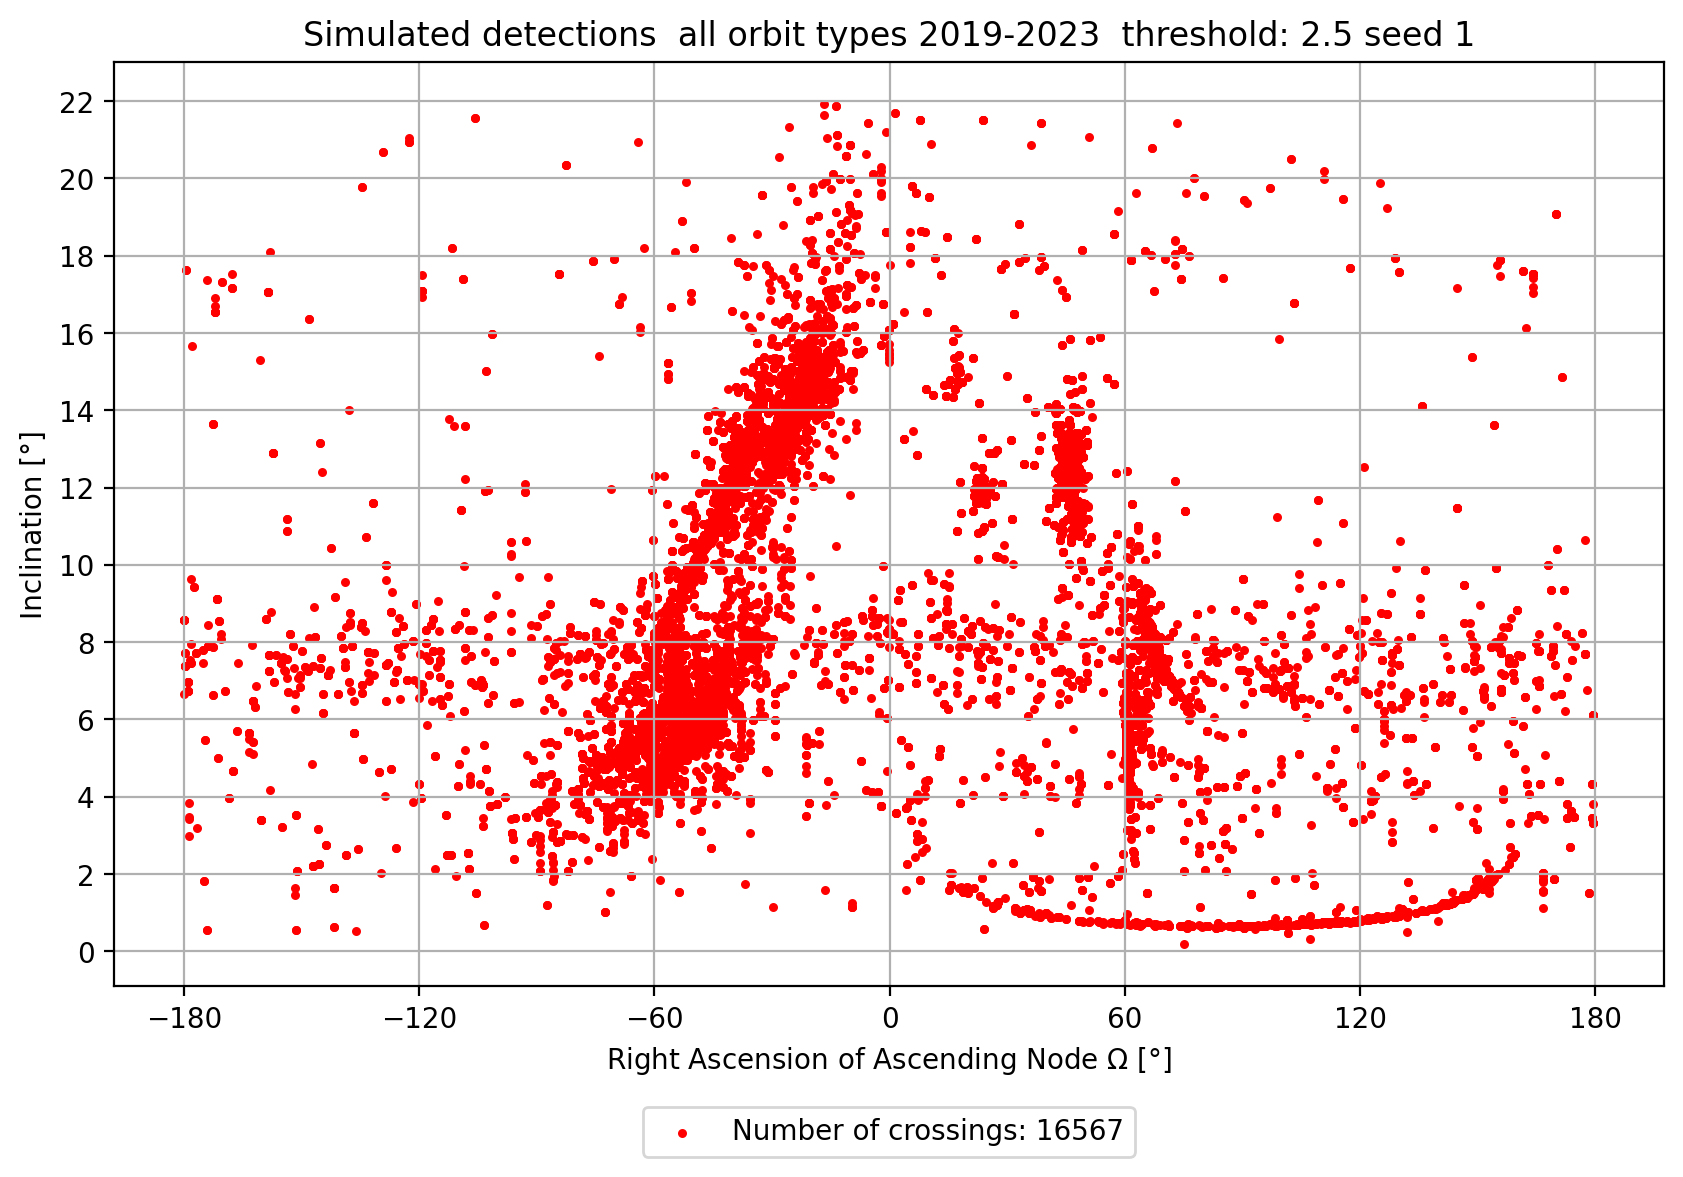 Simulated detections  all orbit types 2019-2023  threshold: 2.5 seed 1
22
20
18
16
14
12
10
8
6
4
2
0
Inclination [°]
−180 −120 −60 0 60 120 180
Right Ascension of Ascending Node Ω [°]
Number of crossings: 16567